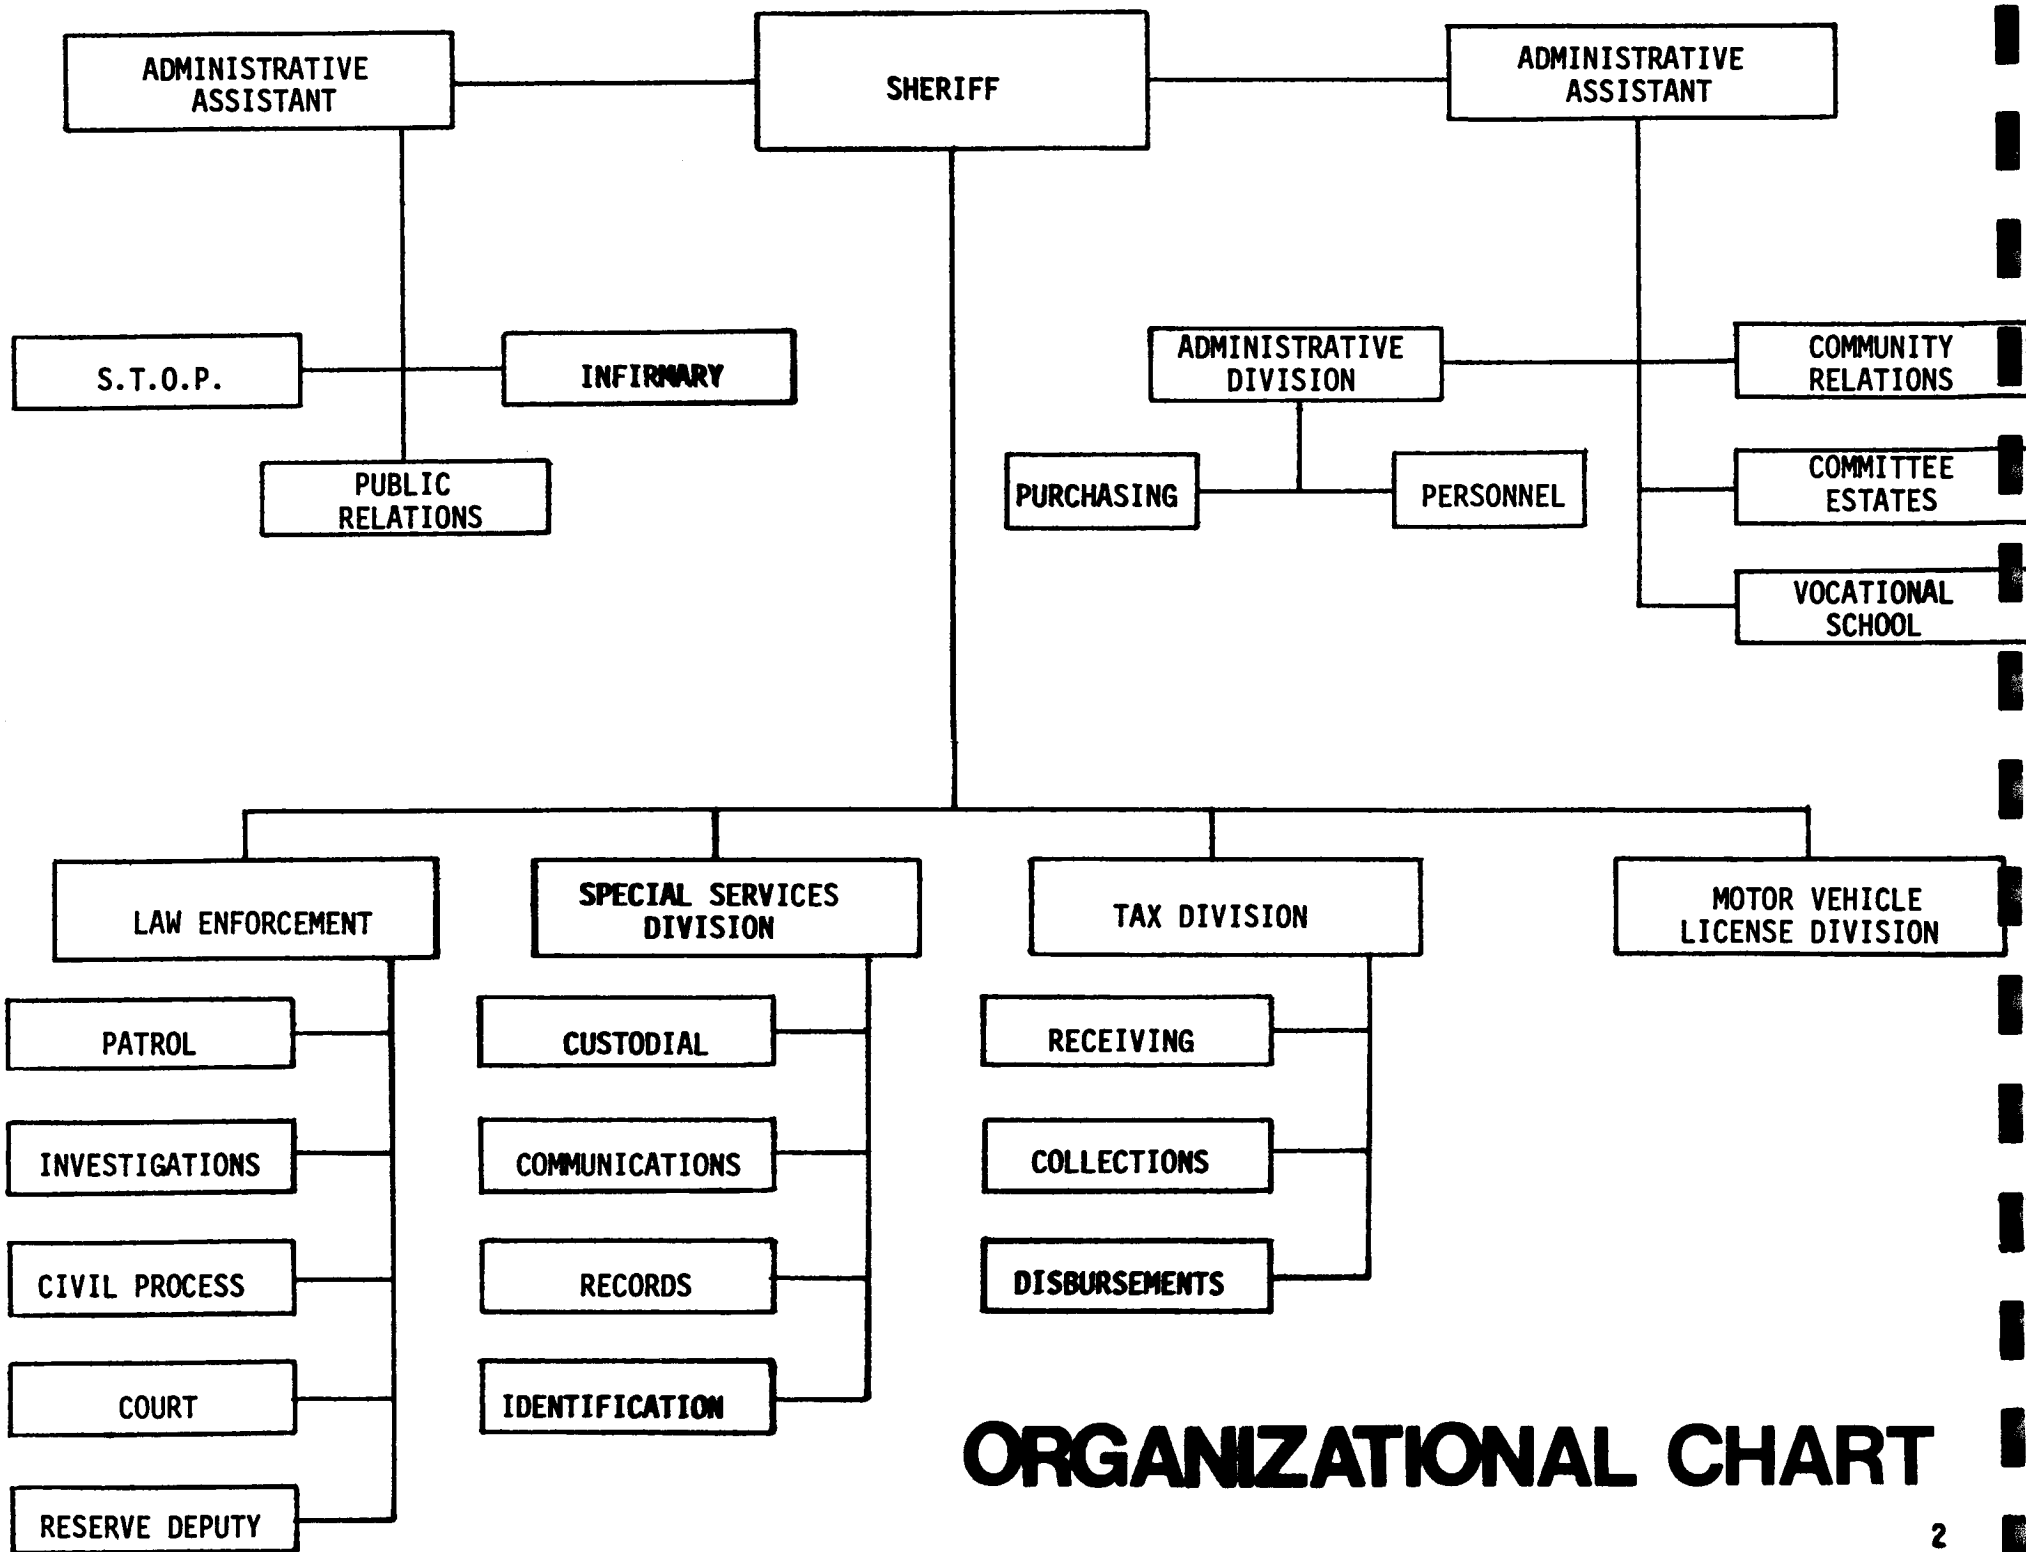 ADMINISTRATIVE
ASSISTANT
SHERIFF
ADMINISTRATIVE
ASSISTANT
S.T.O.P.
INFIRMARY
PUBLIC
RELATIONS
ADMINISTRATIVE
DIVISION
PURCHASING
PERSONNEL
COMMUNITY
RELATIONS
COMMITTEE
ESTATES
VOCATIONAL
SCHOOL
LAW ENFORCEMENT
PATROL
INVESTIGATIONS
CIVIL PROCESS
COURT
RESERVE DEPUTY
SPECIAL SERVICES
DIVISION
CUSTODIAL
COMMUNICATIONS
RECORDS
IDENTIFICATION
TAX DIVISION
RECEIVING
COLLECTIONS
DISBURSEMENTS
MOTOR VEHICLE
LICENSE DIVISION
ORGANIZATIONAL CHART
2